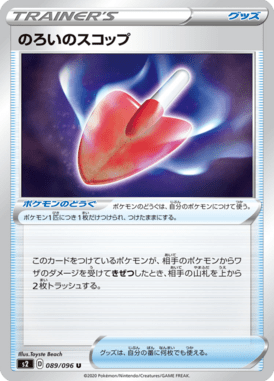 TRAINER'S グッズ
のろいのスコップ
ポケモンのどうぐ
ポケモンのどうぐは、自分のポケモンにつけて使う。
ポケモン1匹につき1枚だけつけられ、つけたままにする。
このカードをつけているポケモンが、相手のポケモンから
ワザのダメージを受けてきぜつしたとき、相手の山札を上から
2枚トラッシュする。
Illus.Toyste Beach
S2 D 089/096 U
©2020 Pokémon/Nintendo/Creatures/GAME FREAK.
グッズは、自分の番に何枚でも使える。